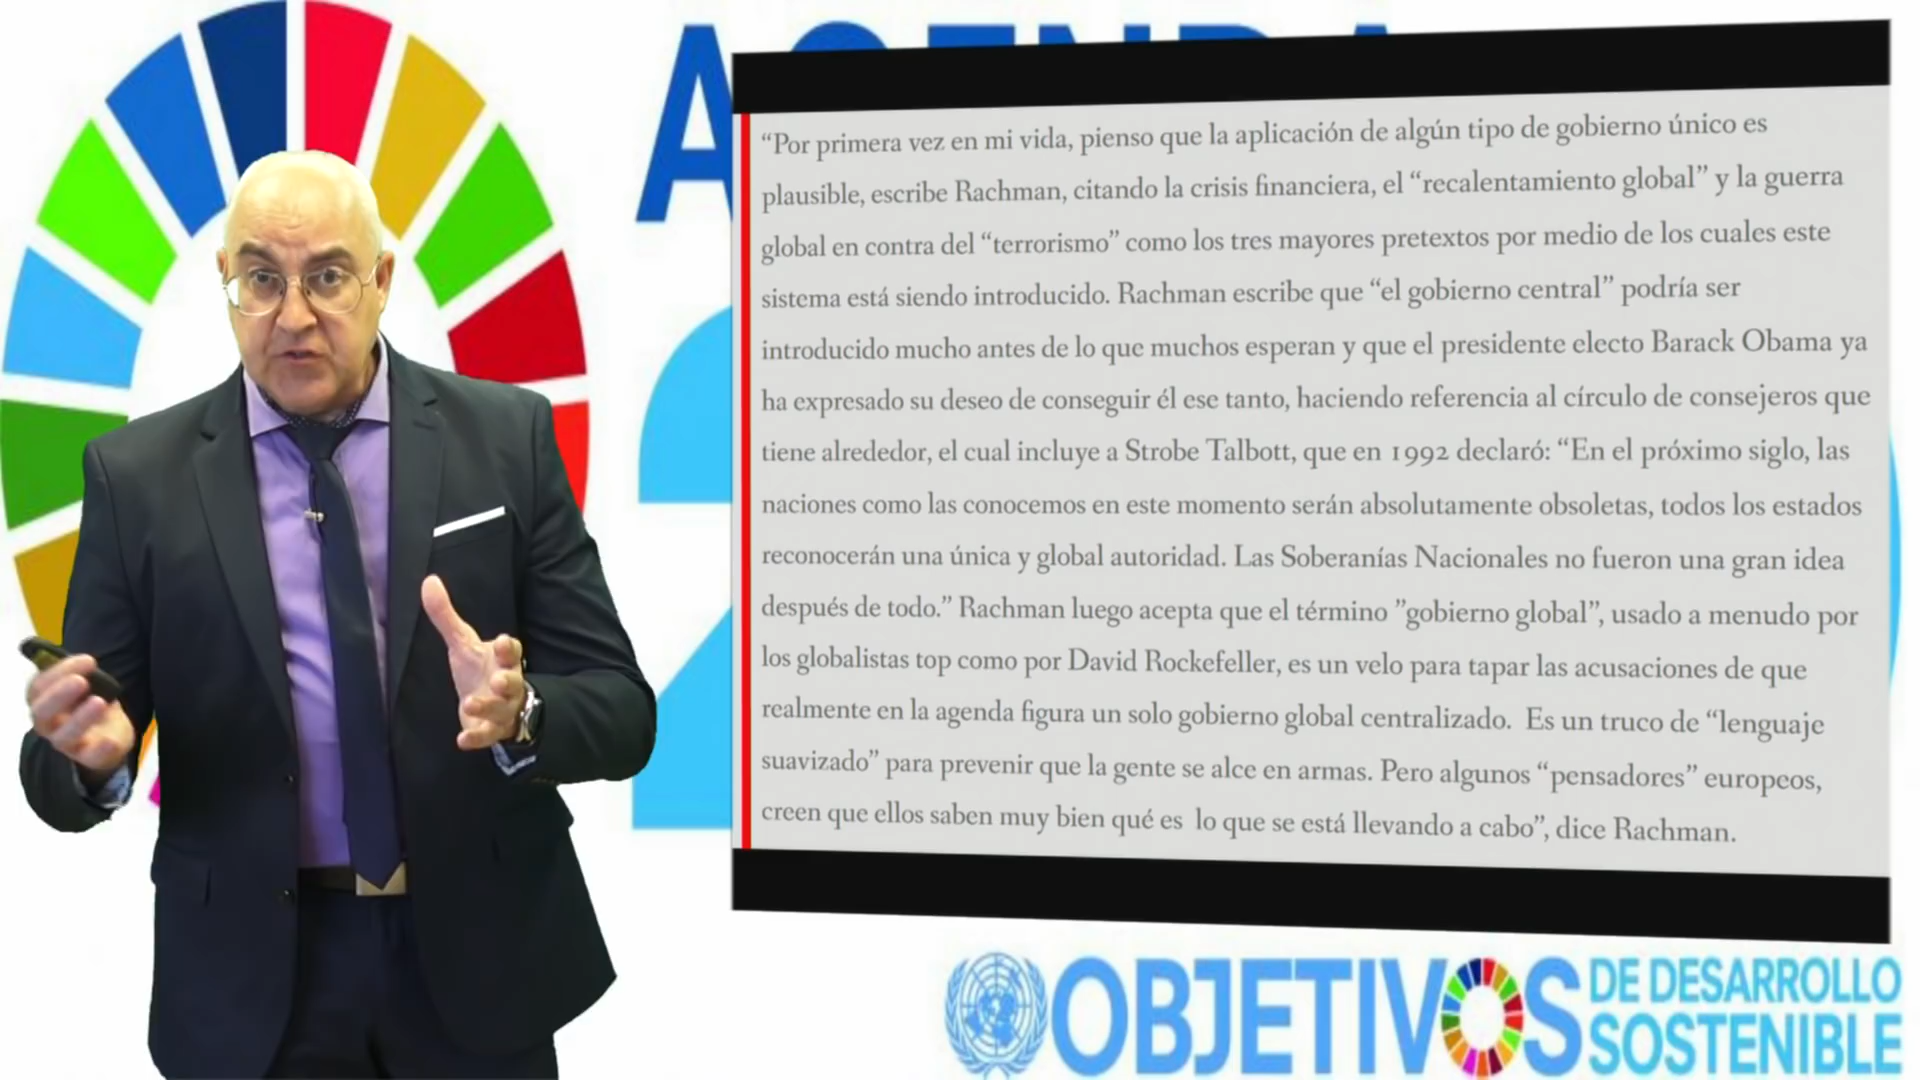 AGENDA
“Por primera vez en mi vida, pienso que la aplicación de algún tipo de gobierno único es
plausible, escribe Rachman, citando la crisis financiera, el “recalentamiento global” y la guerra
global en contra del “terrorismo” como los tres mayores pretextos por medio de los cuales este
sistema está siendo introducido. Rachman escribe que “el gobierno central” podría ser
introducido mucho antes de lo que muchos esperan y que el presidente electo Barack Obama ya
ha expresado su deseo de conseguir él ese tanto, haciendo referencia al círculo de consejeros que
tiene alrededor, el cual incluye a Strobe Talbott, que en 1992 declaró: “En el próximo siglo, las
naciones como las conocemos en este momento serán absolutamente obsoletas, todos los estados
reconocerán una única y global autoridad. Las Soberanías Nacionales no fueron una gran idea
después de todo.” Rachman luego acepta que el término ”gobierno global”, usado a menudo por
los globalistas top como por David Rockefeller, es un velo para tapar las acusaciones de que
realmente en la agenda figura un solo gobierno global centralizado. Es un truco de “lenguaje
suavizado” para prevenir que la gente se alce en armas. Pero algunos “pensadores” europeos,
creen que ellos saben muy bien qué es lo que se está llevando a cabo”, dice Rachman.
OBJETIVOS
DE DESARROLLO
SOSTENIBLE